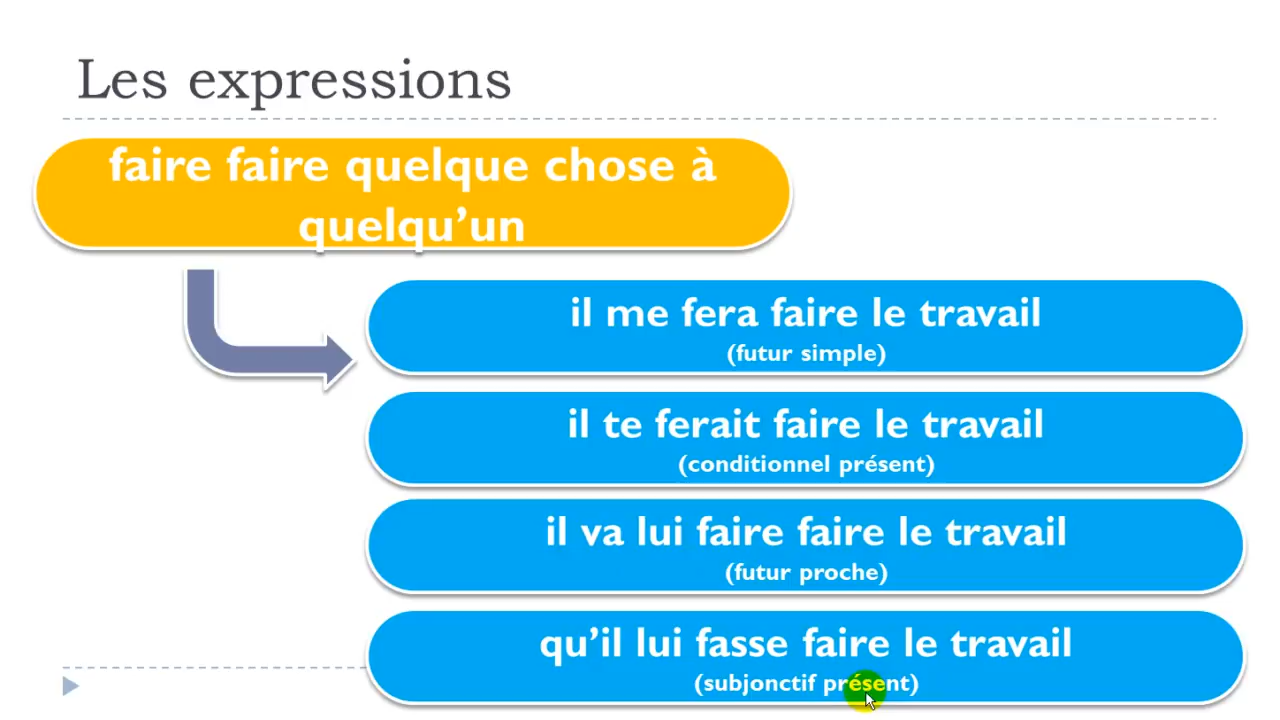 Les expressions
faire faire quelque chose à
quelqu’un
il me fera faire le travail
(futur simple)
il te ferait faire le travail
(conditionnel présent)
il va lui faire faire le travail
(futur proche)
qu’il lui fasse faire le travail
(subjonctif présent)